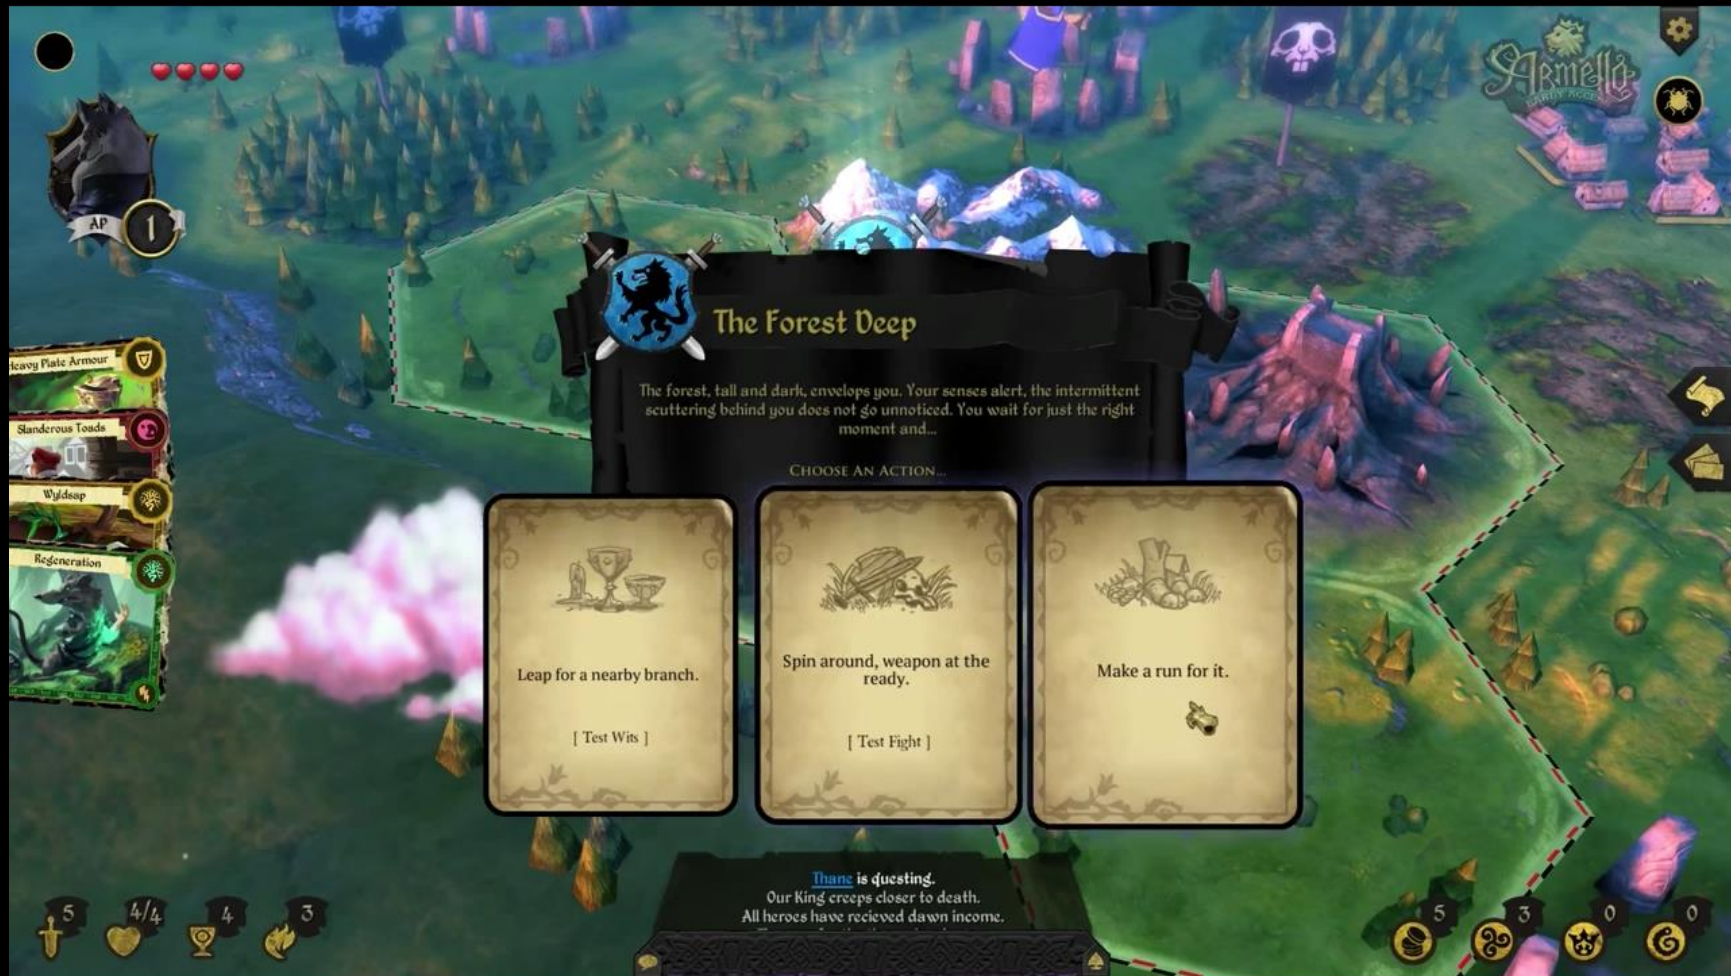 ARMELLO
EARLY ACCESS
AP
1
Heavy Plate Armour
Slanderous Toads
Wyldsap
Regeneration
The Forest Deep
The forest, tall and dark, envelops you. Your senses alert, the intermittent
scuttering behind you does not go unnoticed. You wait for just the right
moment and...
CHOOSE AN ACTION...
Leap for a nearby branch.
[ Test Wits ]
Spin around, weapon at the
ready.
[ Test Fight ]
Make a run for it.
Thane is questing.
Our King creeps closer to death.
All heroes have recieved dawn income.
5
4/4
4
3
5
3
0
0